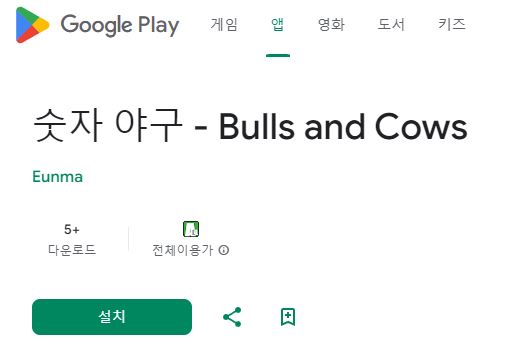 Google Play 게임 앱 영화 도서 키즈
숫자 야구 - Bulls and Cows
Eunma
5+
다운로드 전체이용가
설치